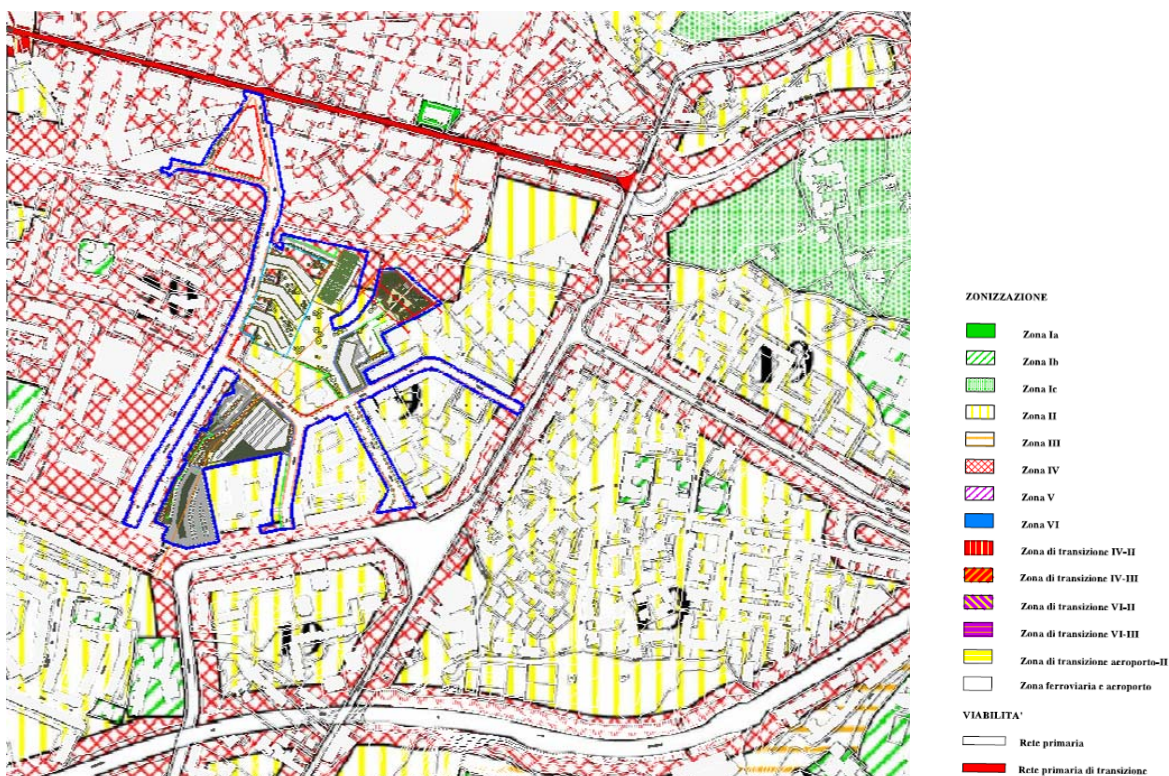 ZONIZZAZIONE
Zona Ia
Zona Ib
Zona Ic
Zona II
Zona III
Zona IV
Zona V
Zona VI
Zona di transizione IV-II
Zona di transizione IV-III
Zona di transizione VI-II
Zona di transizione VI-III
Zona di transizione aeroporto-II
Zona ferroviaria e aeroporto
VIABILITA'
Rete primaria
Rete primaria di transizione